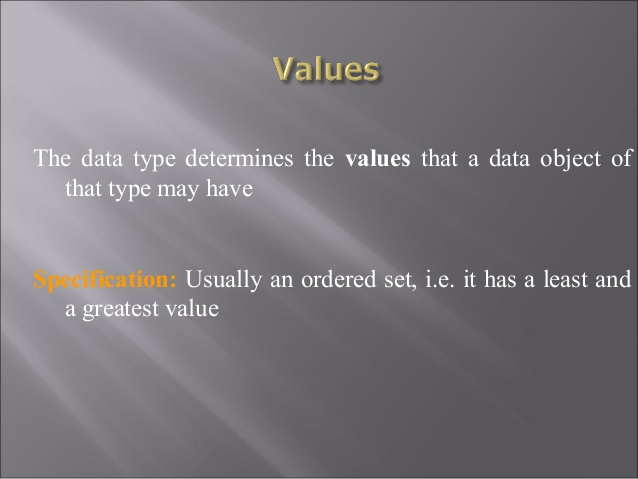 Values
The data type determines the values that a data object of
that type may have
Specification: Usually an ordered set, i.e. it has a least and
a greatest value